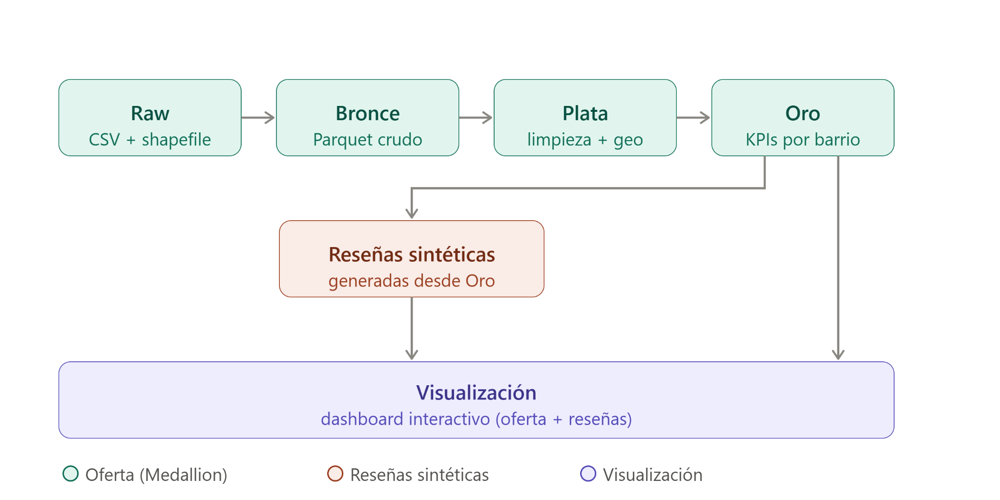 Raw
CSV + shapefile
Bronce
Parquet crudo
Plata
limpieza + geo
Oro
KPIs por barrio
Reseñas sintéticas
generadas desde Oro
Visualización
dashboard interactivo (oferta + reseñas)
Oferta (Medallion)
Reseñas sintéticas
Visualización